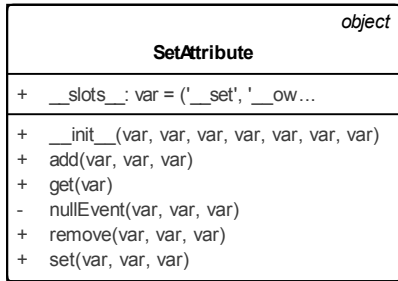 object
SetAttribute
+ __slots__: var = ('__set', '__ow…
+ __init__(var, var, var, var, var, var, var)
+ add(var, var, var)
+ get(var)
- nullEvent(var, var, var)
+ remove(var, var, var)
+ set(var, var, var)